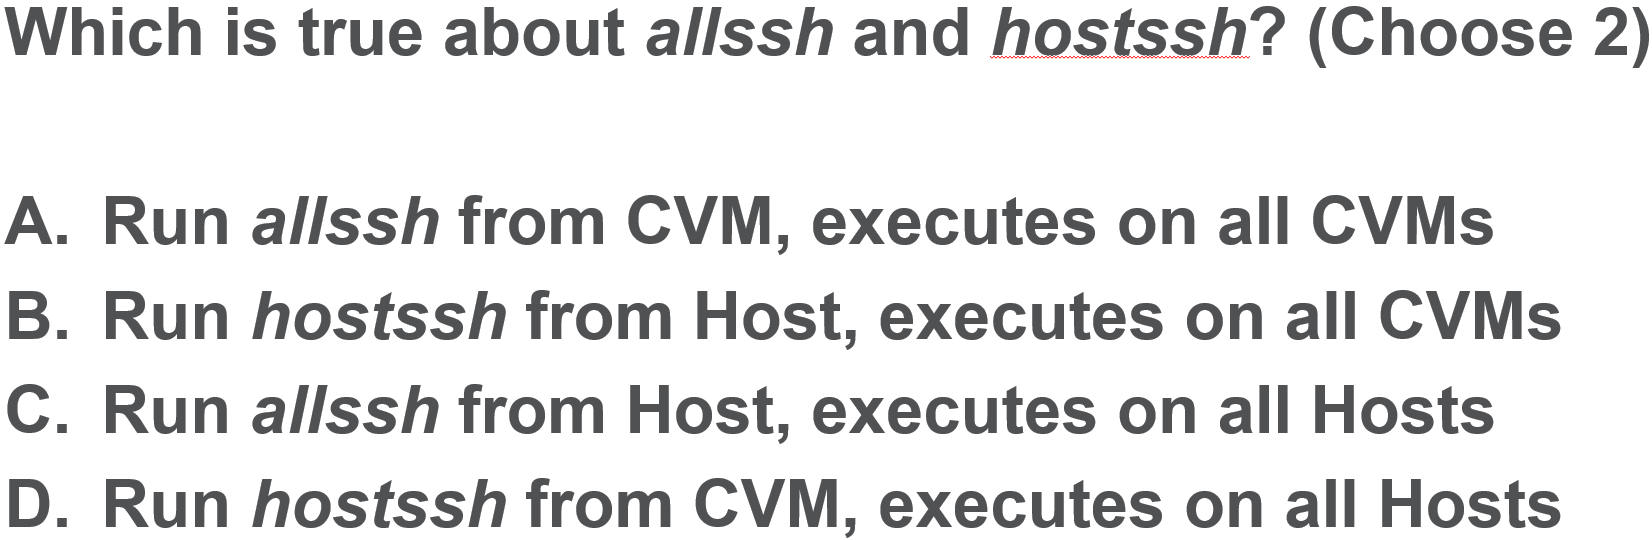 Which is true about allssh and hostssh? (Choose 2)
A. Run allssh from CVM, executes on all CVMs
B. Run hostssh from Host, executes on all CVMs
C. Run allssh from Host, executes on all Hosts
D. Run hostssh from CVM, executes on all Hosts